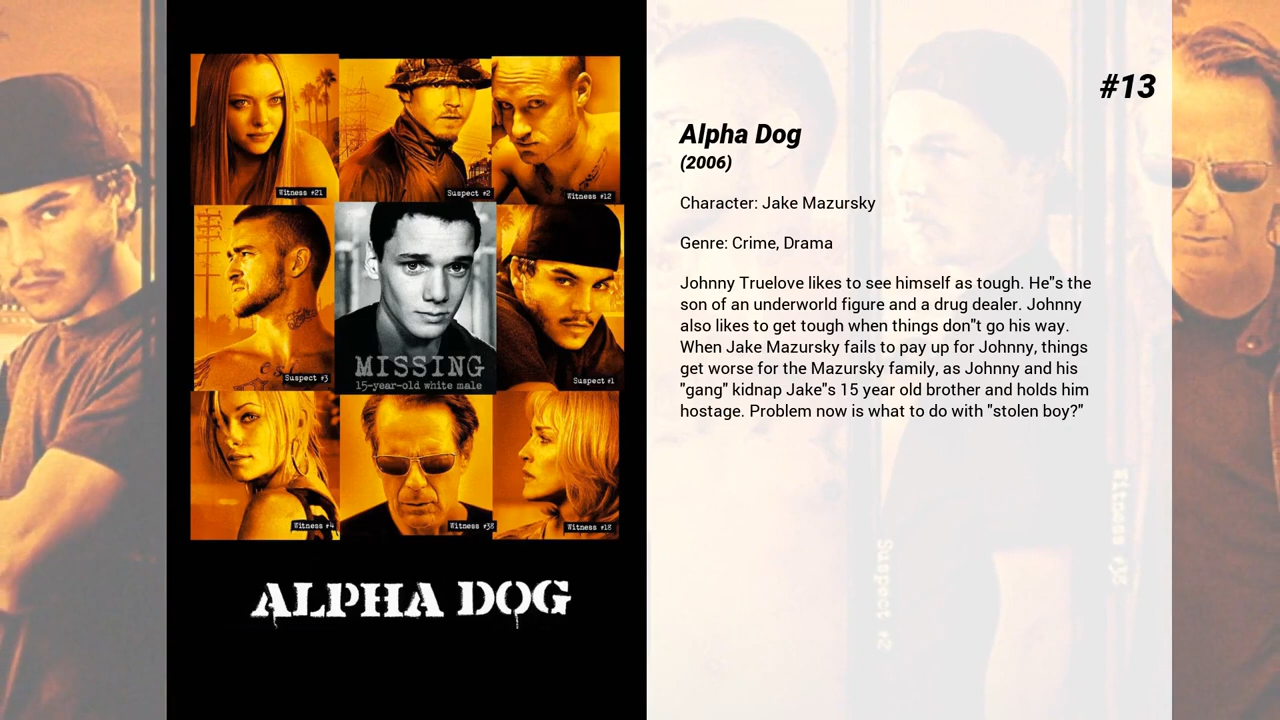 Witness #21
Suspect #2
Witness #12
Suspect #3
MISSING
15-year-old white male
Suspect #1
Witness #4
Witness #38
Witness #18
ALPHA DOG
#13
Alpha Dog
(2006)
Character: Jake Mazursky
Genre: Crime, Drama
Johnny Truelove likes to see himself as tough. He"s the
son of an underworld figure and a drug dealer. Johnny
also likes to get tough when things don"t go his way.
When Jake Mazursky fails to pay up for Johnny, things
get worse for the Mazursky family, as Johnny and his
"gang" kidnap Jake"s 15 year old brother and holds him
hostage. Problem now is what to do with "stolen boy?"
Suspect #2
Witness #38